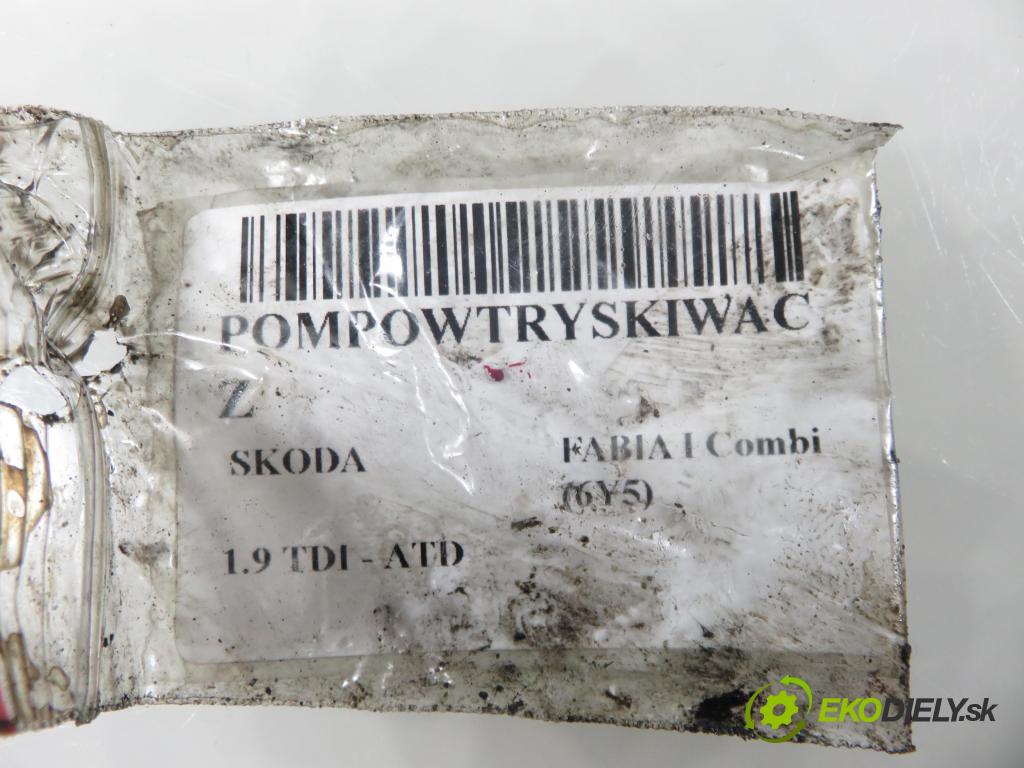 POMPOWTRYSKIWAC
Z
SKODA
FABIA I Combi
(6Y5)
1.9 TDI - ATD
EKODIELY.sk